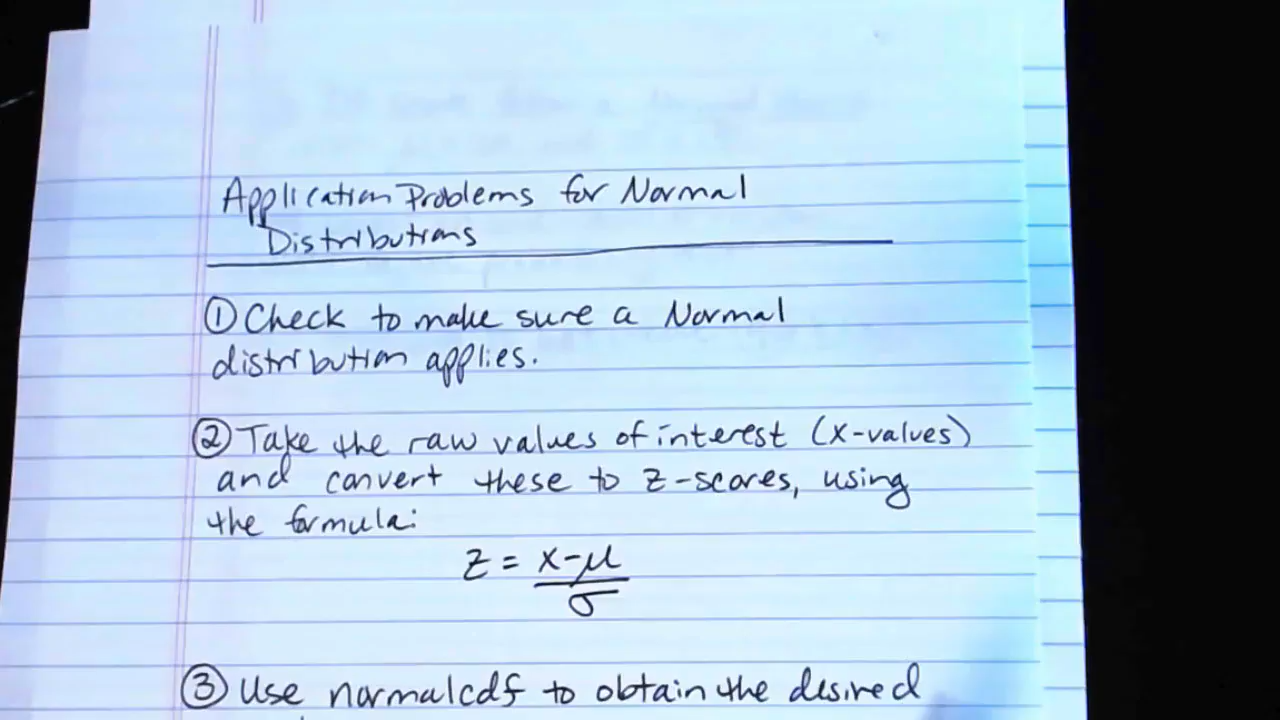 Application Problems for Normal
Distributions
① Check to make sure a Normal
distribution applies.
② Take the raw values of interest (x-values)
and convert these to z-scores, using
the formula:
z = x-μ
σ
③ Use normalcdf to obtain the desired